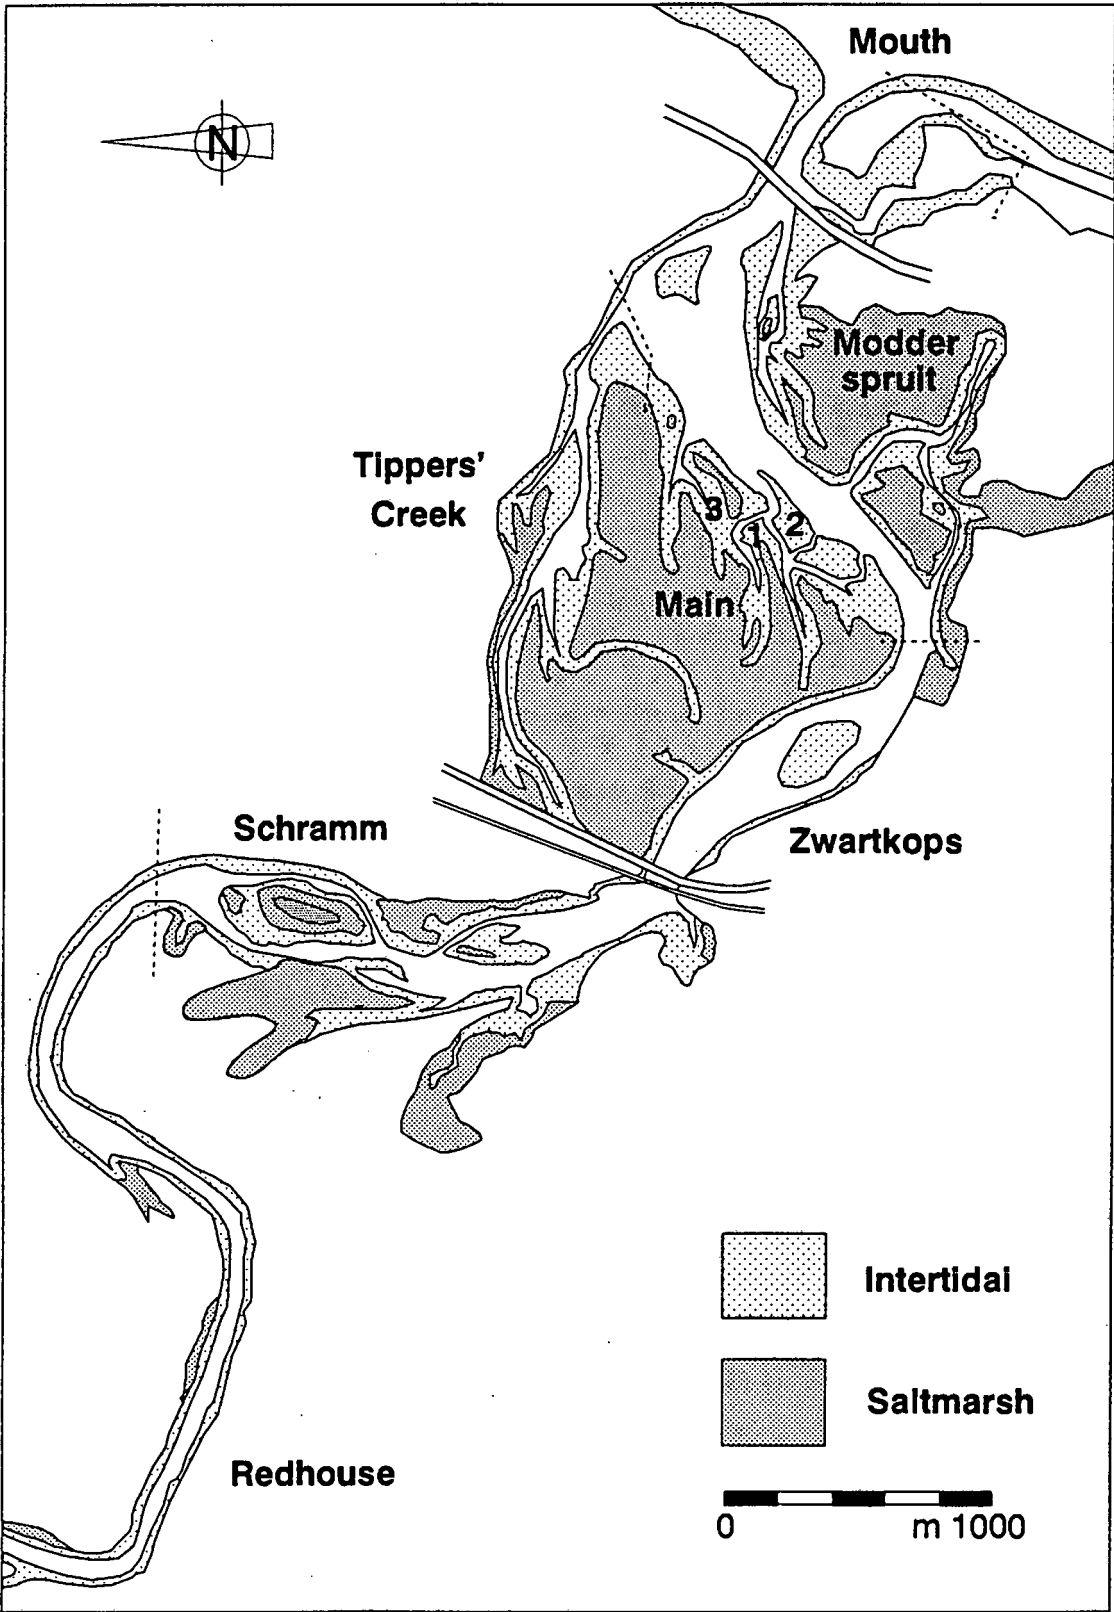 Mouth
N
Modder
spruit
Tippers'
Creek
3
2
1
Main
Schramm
Zwartkops
Intertidal
Saltmarsh
Redhouse
0 m 1000